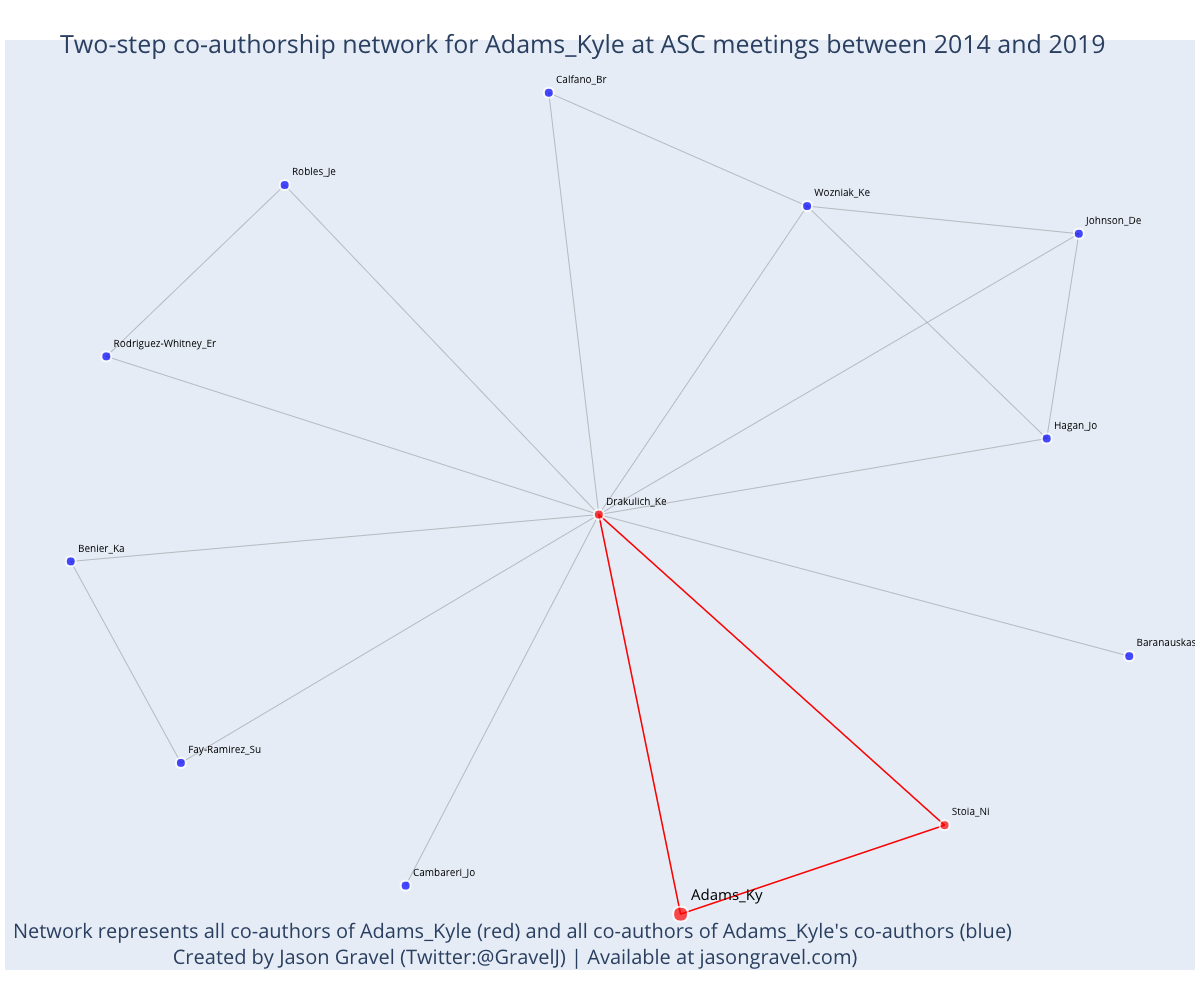 Two-step co-authorship network for Adams_Kyle at ASC meetings between 2014 and 2019
Calfano_Br
Robles_Je
Wozniak_Ke
Johnson_De
Rodriguez-Whitney_Er
Hagan_Jo
Drakulich_Ke
Benier_Ka
Baranauskas
Fay-Ramirez_Su
Stoia_Ni
Cambareri_Jo
Adams_Ky
Network represents all co-authors of Adams_Kyle (red) and all co-authors of Adams_Kyle's co-authors (blue)
Created by Jason Gravel (Twitter:@GravelJ) | Available at jasongravel.com)